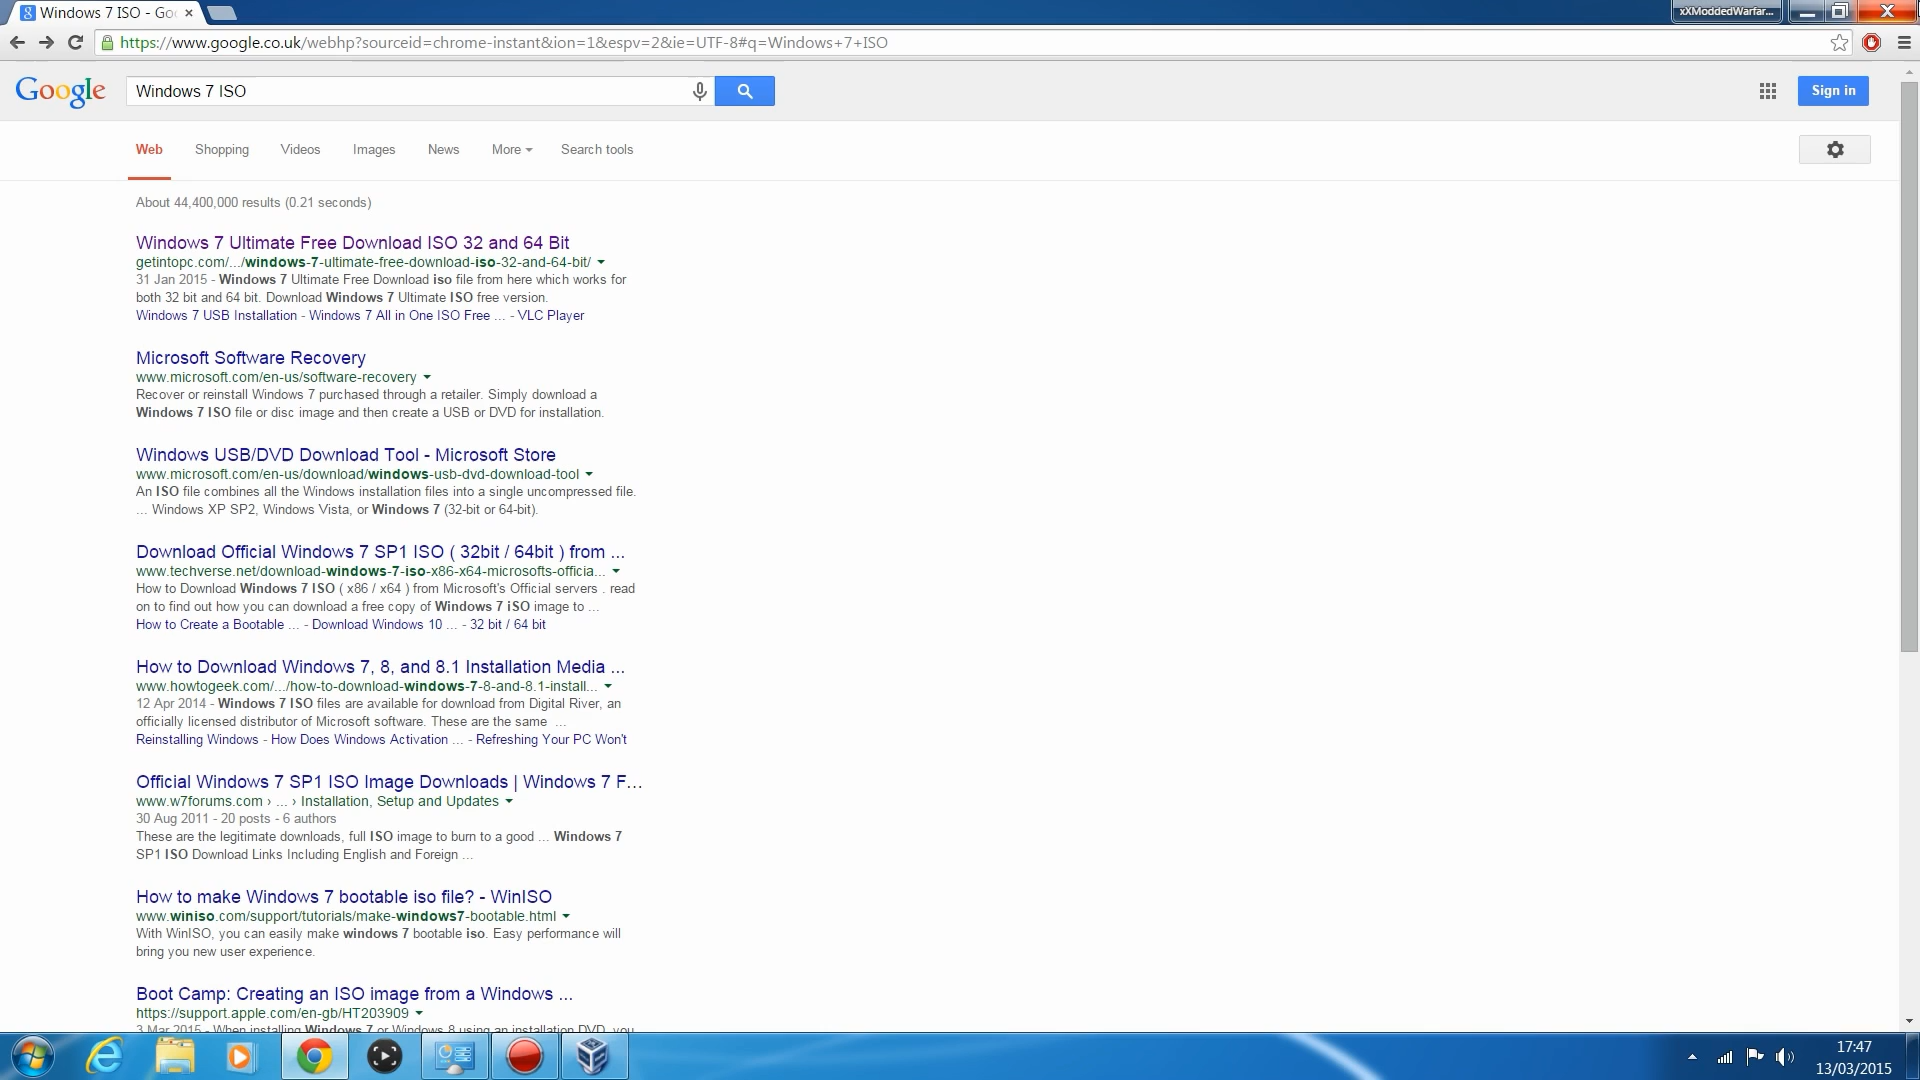 Windows 7 ISO - Goo
xXModdedWarfar...
https://www.google.co.uk/webhp?sourceid=chrome-instant&ion=1&espv=2&ie=UTF-8#q=Windows+7+ISO
Google
Windows 7 ISO
Sign in
Web Shopping Videos Images News More Search tools
About 44,400,000 results (0.21 seconds)
Windows 7 Ultimate Free Download ISO 32 and 64 Bit
getintopc.com/.../windows-7-ultimate-free-download-iso-32-and-64-bit/
31 Jan 2015 - Windows 7 Ultimate Free Download iso file from here which works for
both 32 bit and 64 bit. Download Windows 7 Ultimate ISO free version.
Windows 7 USB Installation - Windows 7 All in One ISO Free ... - VLC Player
Microsoft Software Recovery
www.microsoft.com/en-us/software-recovery
Recover or reinstall Windows 7 purchased through a retailer. Simply download a
Windows 7 ISO file or disc image and then create a USB or DVD for installation.
Windows USB/DVD Download Tool - Microsoft Store
www.microsoft.com/en-us/download/windows-usb-dvd-download-tool
An ISO file combines all the Windows installation files into a single uncompressed file.
... Windows XP SP2, Windows Vista, or Windows 7 (32-bit or 64-bit).
Download Official Windows 7 SP1 ISO ( 32bit / 64bit ) from ...
www.techverse.net/download-windows-7-iso-x86-x64-microsofts-officia...
How to Download Windows 7 ISO ( x86 / x64 ) from Microsoft's Official servers . read
on to find out how you can download a free copy of Windows 7 iSO image to ...
How to Create a Bootable ... - Download Windows 10 ... - 32 bit / 64 bit
How to Download Windows 7, 8, and 8.1 Installation Media ...
www.howtogeek.com/.../how-to-download-windows-7-8-and-8.1-install...
12 Apr 2014 - Windows 7 ISO files are available for download from Digital River, an
officially licensed distributor of Microsoft software. These are the same ...
Reinstalling Windows - How Does Windows Activation ... - Refreshing Your PC Won't
Official Windows 7 SP1 ISO Image Downloads | Windows 7 F...
www.w7forums.com › ... › Installation, Setup and Updates
30 Aug 2011 - 20 posts - 6 authors
These are the legitimate downloads, full ISO image to burn to a good ... Windows 7
SP1 ISO Download Links Including English and Foreign ...
How to make Windows 7 bootable iso file? - WinISO
www.winiso.com/support/tutorials/make-windows7-bootable.html
With WinISO, you can easily make windows 7 bootable iso. Easy performance will
bring you new user experience.
Boot Camp: Creating an ISO image from a Windows ...
https://support.apple.com/en-gb/HT203909
3 Mar 2015 - When installing Windows 7 or Windows 8 using an installation DVD, you
17:47
13/03/2015